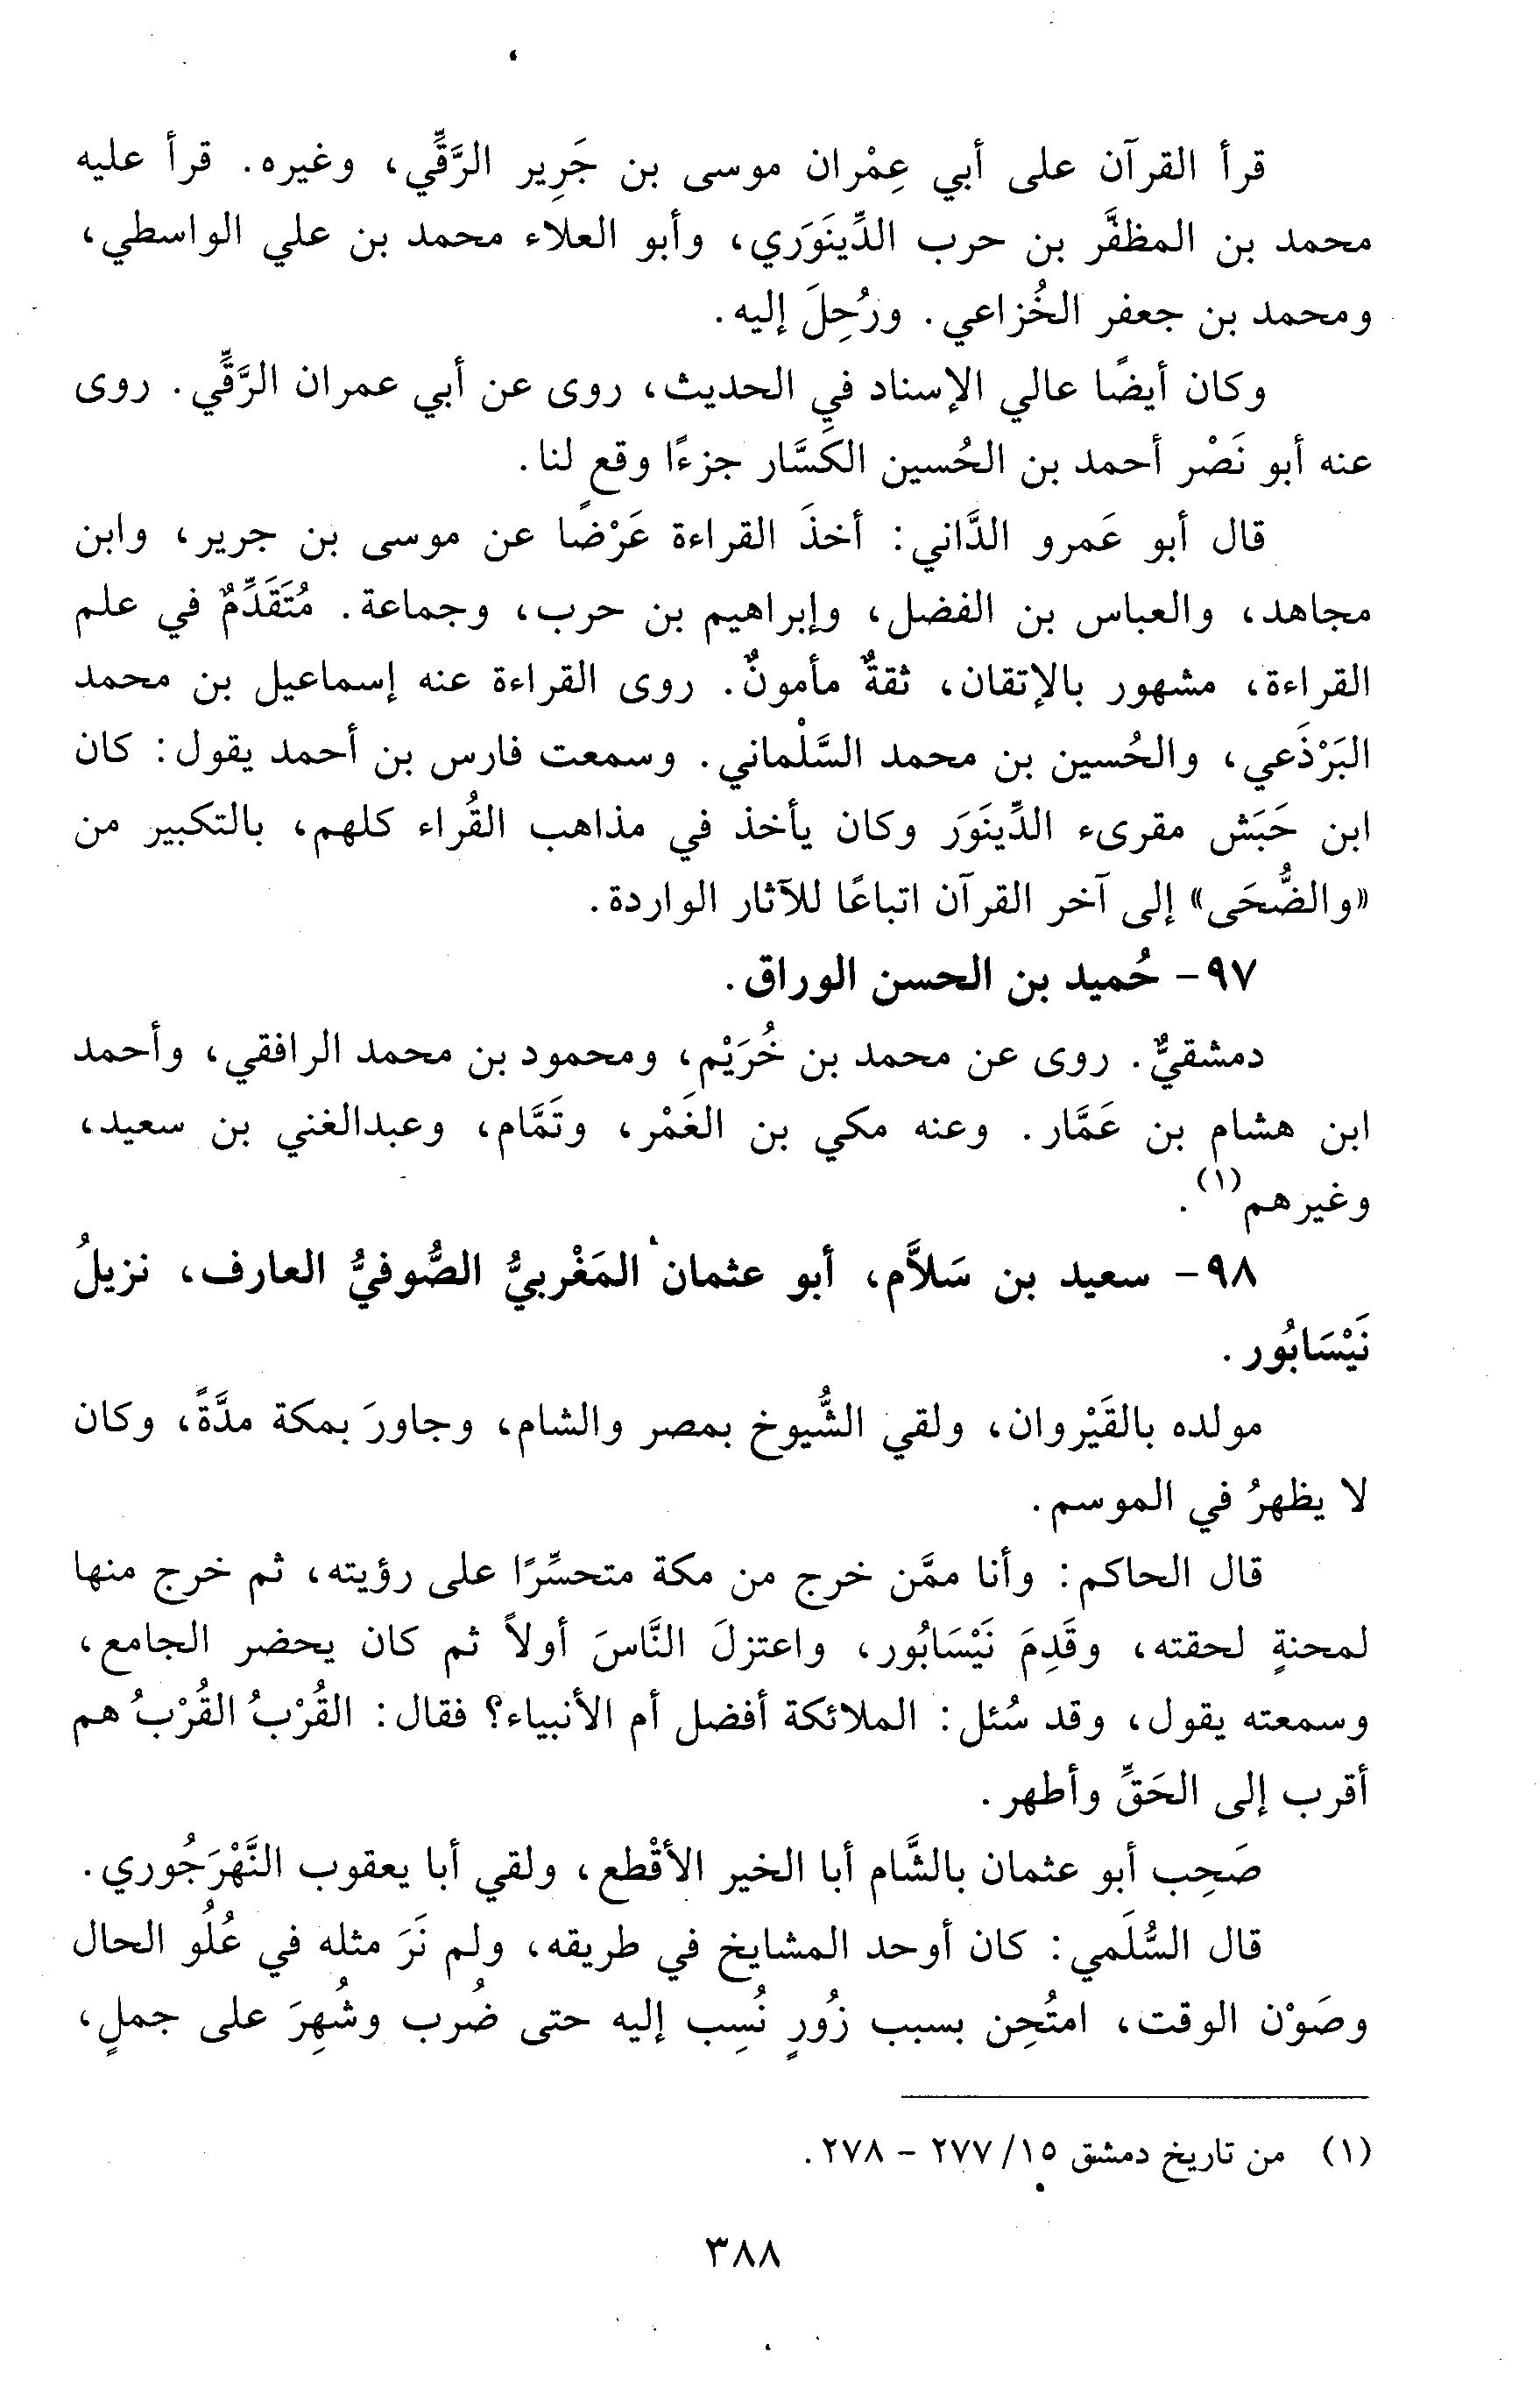 قرأ القرآن على أبي عِمْران موسى بن جَرِير الرَّقِّي، وغيره. قرأ عليه
محمد بن المظفَّر بن حرب الدِّينَوَري، وأبو العلاء محمد بن علي الواسطي،
ومحمد بن جعفر الخُزاعي. ورُحِلَ إليه.
وكان أيضًا عالي الإسناد في الحديث، روى عن أبي عمران الرَّقِّي. روى
عنه أبو نَصْر أحمد بن الحُسين الكَسَّار جزءًا وقع لنا.
قال أبو عَمرو الدَّاني: أخذَ القراءة عَرْضًا عن موسى بن جرير، وابن
مجاهد، والعباس بن الفضل، وإبراهيم بن حرب، وجماعة. مُتَقَدِّمٌ في علم
القراءة، مشهور بالإتقان، ثقةٌ مأمونٌ. روى القراءة عنه إسماعيل بن محمد
البَرْذَعي، والحُسين بن محمد السَّلْماني. وسمعت فارس بن أحمد يقول: كان
ابن حَبَش مقرىء الدِّينَوَر وكان يأخذ في مذاهب القُراء كلهم، بالتكبير من
«والضُّحَى» إلى آخر القرآن اتباعًا للآثار الواردة.
٩٧- حُميد بن الحسن الوراق.
دمشقيٌّ. روى عن محمد بن خُرَيْم، ومحمود بن محمد الرافقي، وأحمد
ابن هشام بن عَمَّار. وعنه مكي بن الغَمْر، وتَمَّام، وعبدالغني بن سعيد،
وغيرهم(١).
٩٨- سعيد بن سَلاَّم، أبو عثمان المَغْربيُّ الصُّوفيُّ العارف، نزيلُ
نَيْسَابُور.
مولده بالقَيْروان، ولقي الشُّيوخ بمصر والشام، وجاورَ بمكة مدَّةً، وكان
لا يظهرُ في الموسم.
قال الحاكم: وأنا ممَّن خرج من مكة متحسِّرًا على رؤيته، ثم خرج منها
لمحنةٍ لحقته، وقَدِمَ نَيْسَابُور، واعتزلَ النَّاسَ أولاً ثم كان يحضر الجامع،
وسمعته يقول، وقد سُئل: الملائكة أفضل أم الأنبياء؟ فقال: القُرْبُ القُرْبُ هم
أقرب إلى الحَقِّ وأطهر.
صَحِب أبو عثمان بالشَّام أبا الخير الأقْطع، ولقي أبا يعقوب النَّهْرَجُوري.
قال السُّلَمي: كان أوحد المشايخ في طريقه، ولم نَرَ مثله في عُلُو الحال
وصَوْن الوقت، امتُحِن بسبب زُورٍ نُسِب إليه حتى ضُرب وشُهِرَ على جملٍ،
(١) من تاريخ دمشق ١٥/ ٢٧٧ - ٢٧٨.
٣٨٨